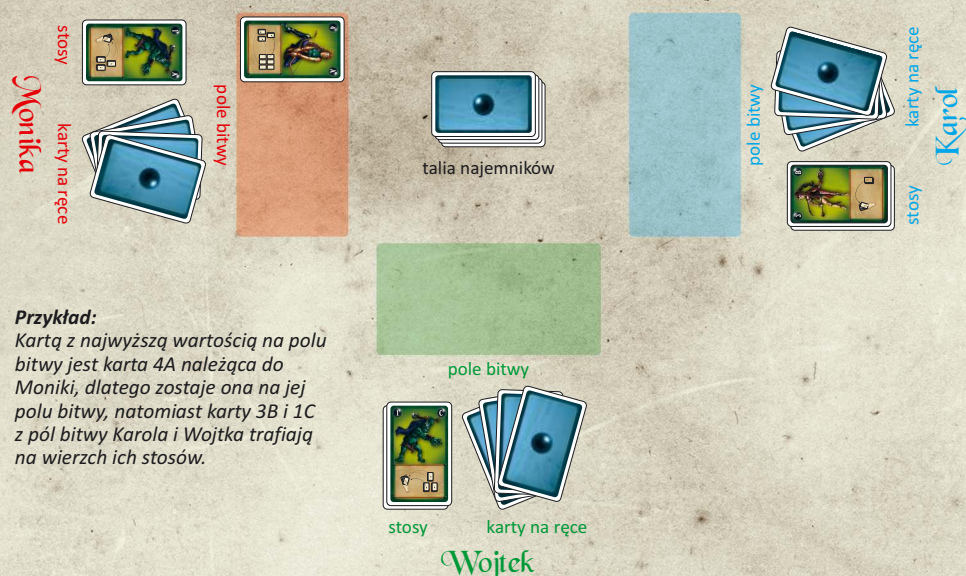 stosy
karty na ręce
Monika
pole bitwy
talia najemników
pole bitwy
karty na ręce
stosy
Karol
Przykład:
Kartą z najwyższą wartością na polu
bitwy jest karta 4A należąca do
Moniki, dlatego zostaje ona na jej
polu bitwy, natomiast karty 3B i 1C
z pól bitwy Karola i Wojtka trafiają
na wierzch ich stosów.
pole bitwy
stosy
karty na ręce
Wojtek